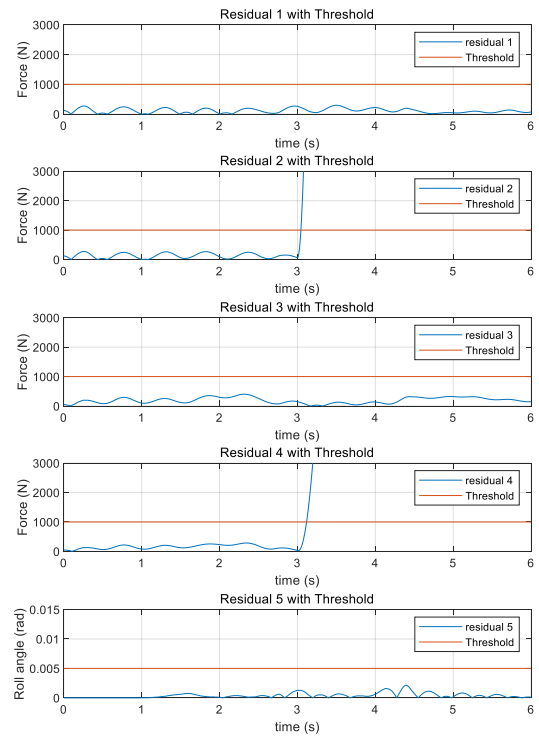 Residual 1 with Threshold
3000
2000
1000
0
Force (N)
residual 1
Threshold
0 1 2 3 4 5 6
time (s)
Residual 2 with Threshold
3000
2000
1000
0
Force (N)
residual 2
Threshold
0 1 2 3 4 5 6
time (s)
Residual 3 with Threshold
3000
2000
1000
0
Force (N)
residual 3
Threshold
0 1 2 3 4 5 6
time (s)
Residual 4 with Threshold
3000
2000
1000
0
Force (N)
residual 4
Threshold
0 1 2 3 4 5 6
time (s)
Residual 5 with Threshold
0.015
0.01
0.005
0
Roll angle (rad)
residual 5
Threshold
0 1 2 3 4 5 6
time (s)